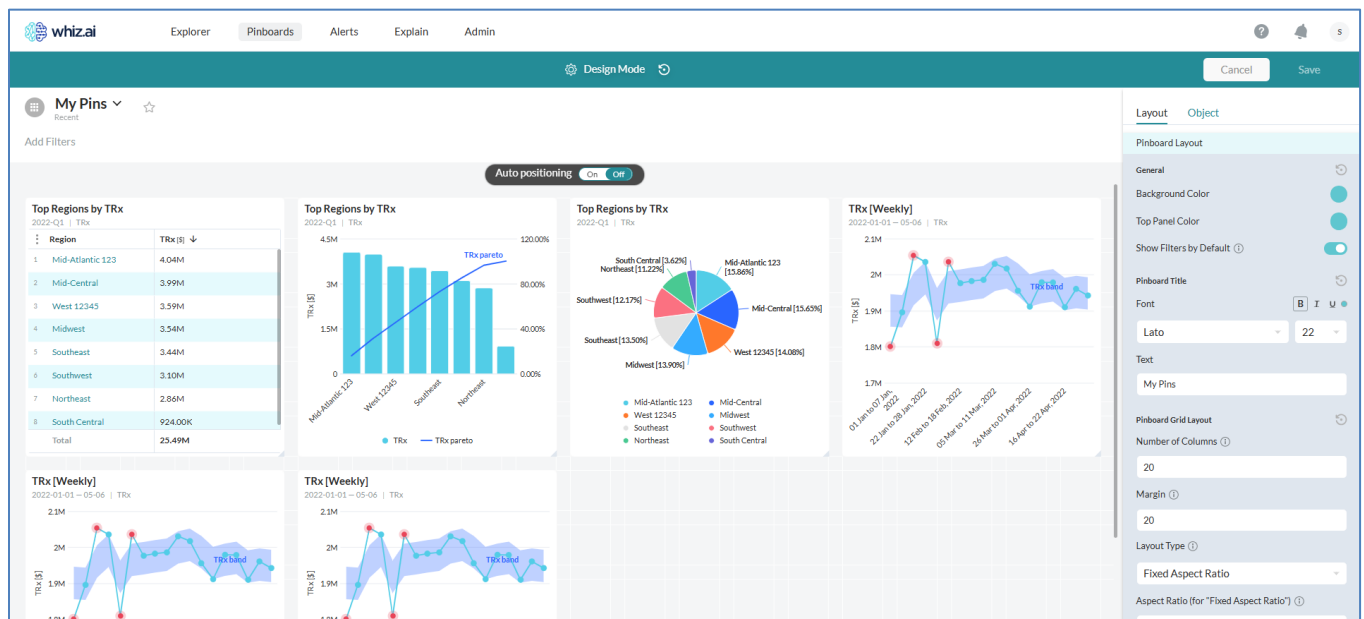 whiz.ai Explorer Pinboards Alerts Explain Admin ? S
Design Mode Cancel Save
My Pins
Recent
Add Filters
Auto positioning On Off
Top Regions by TRx
2022-Q1 | TRx
Region TRx [$]
1 Mid-Atlantic 123 4.04M
2 Mid-Central 3.99M
3 West 12345 3.59M
4 Midwest 3.54M
5 Southeast 3.44M
6 Southwest 3.10M
7 Northeast 2.86M
8 South Central 924.00K
Total 25.49M
Top Regions by TRx
2022-Q1 | TRx
4.5M
3M
1.5M
0
TRx [$]
120.00%
80.00%
40.00%
0.00%
TRx pareto
Mid-Atlantic 123
West 12345
Southeast
Northeast
TRx TRx pareto
Top Regions by TRx
2022-Q1 | TRx
South Central [3.62%]
Northeast [11.22%]
Mid-Atlantic 123
[15.86%]
Southwest [12.17%]
Mid-Central [15.65%]
Southeast [13.50%]
West 12345 [14.08%]
Midwest [13.90%]
Mid-Atlantic 123 Mid-Central
West 12345 Midwest
Southeast Southwest
Northeast South Central
TRx [Weekly]
2022-01-01 — 05-06 | TRx
2.1M
2M
1.9M
1.8M
1.7M
TRx [$]
TRx band
01 Jan to 07 Jan,
2022
22 Jan to 28 Jan, 2022
12 Feb to 18 Feb, 2022
05 Mar to 11 Mar, 2022
26 Mar to 01 Apr, 2022
16 Apr to 22 Apr, 2022
TRx [Weekly]
2022-01-01 — 05-06 | TRx
2.1M
2M
1.9M
1.8M
TRx [$]
TRx band
TRx [Weekly]
2022-01-01 — 05-06 | TRx
2.1M
2M
1.9M
1.8M
TRx [$]
TRx band
Layout Object
Pinboard Layout
General
Background Color
Top Panel Color
Show Filters by Default
Pinboard Title
Font B I U
Lato 22
Text
My Pins
Pinboard Grid Layout
Number of Columns
20
Margin
20
Layout Type
Fixed Aspect Ratio
Aspect Ratio (for "Fixed Aspect Ratio")